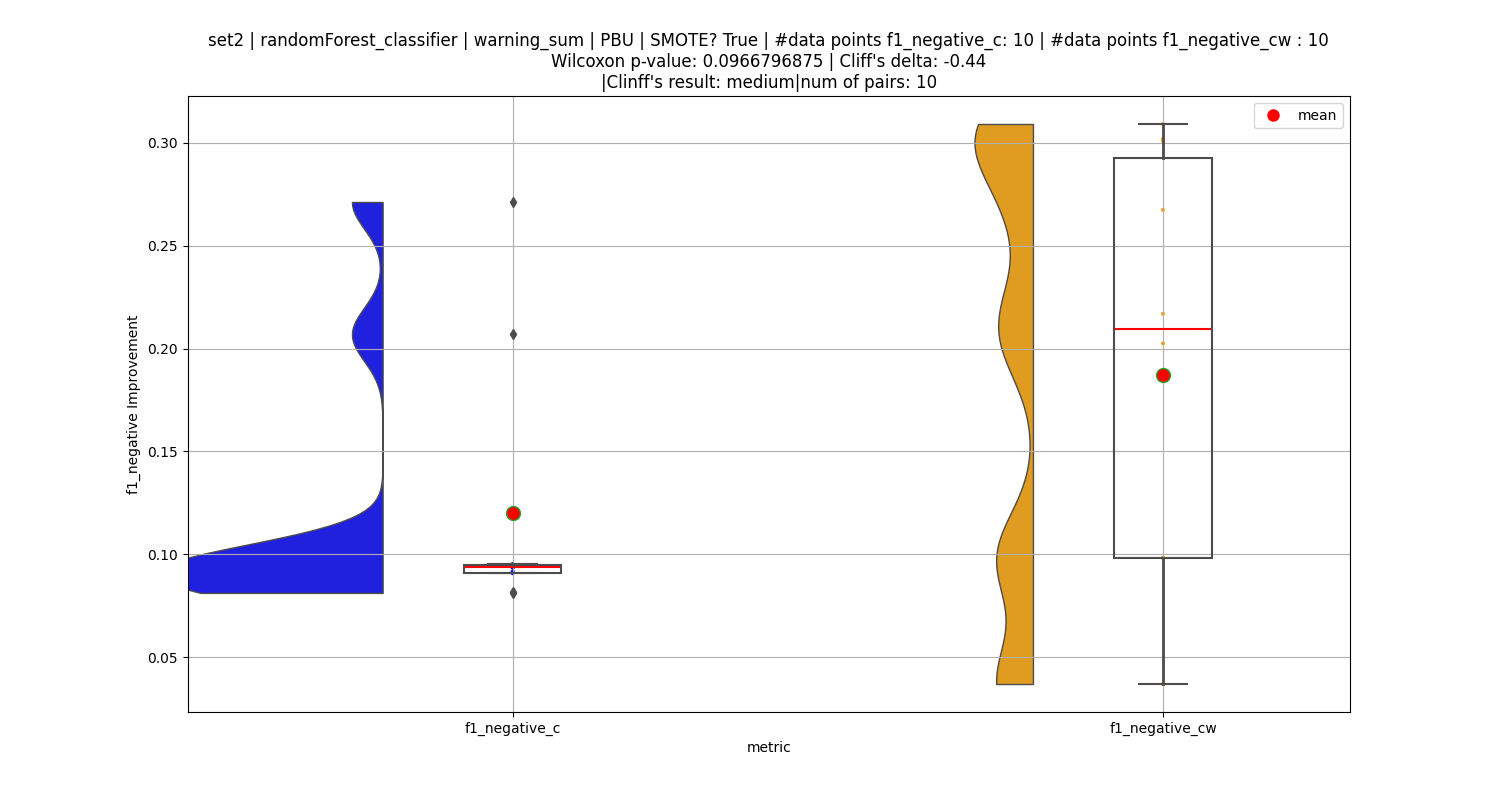 set2 | randomForest_classifier | warning_sum | PBU | SMOTE? True | #data points f1_negative_c: 10 | #data points f1_negative_cw : 10
Wilcoxon p-value: 0.0966796875 | Cliff's delta: -0.44
|Clinff's result: medium|num of pairs: 10
mean
0.30
0.25
0.20
0.15
0.10
0.05
f1_negative Improvement
f1_negative_c
f1_negative_cw
metric